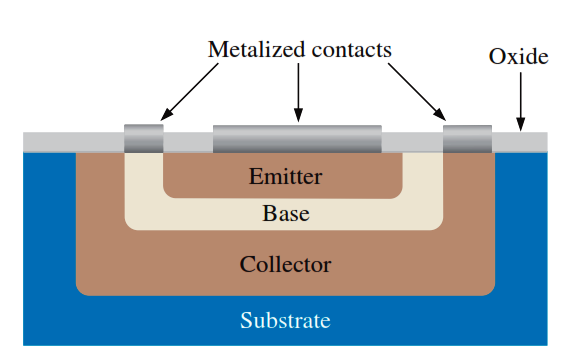 Metalized contacts
Oxide
Emitter
Base
Collector
Substrate